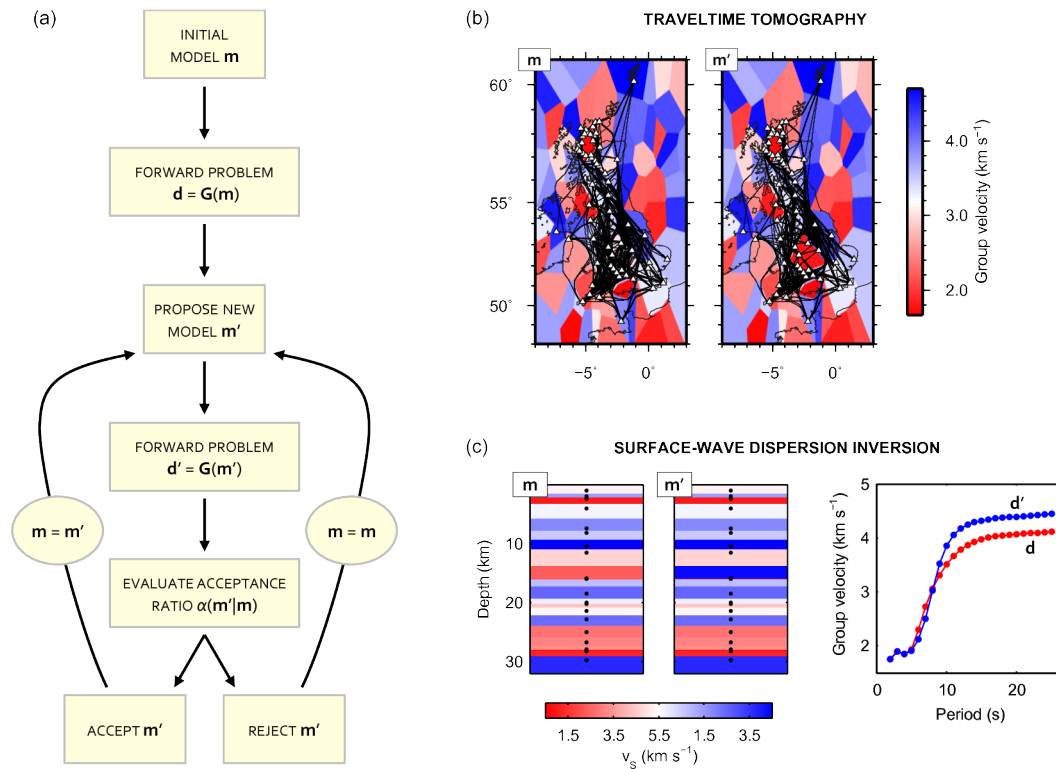 (a)
INITIAL
MODEL m
FORWARD PROBLEM
d = G(m)
PROPOSE NEW
MODEL m′
FORWARD PROBLEM
d′ = G(m′)
m = m′
m = m
EVALUATE ACCEPTANCE
RATIO α(m′|m)
ACCEPT m′
REJECT m′
(b)
TRAVELTIME TOMOGRAPHY
m
m′
60°
55°
50°
−5°
0°
−5°
0°
4.0
3.0
2.0
Group velocity (km s⁻¹)
(c)
SURFACE-WAVE DISPERSION INVERSION
m
m′
10
20
30
Depth (km)
1.5
3.5
5.5
1.5
3.5
v_S (km s⁻¹)
5
4
3
2
Group velocity (km s⁻¹)
d′
d
0
10
20
Period (s)